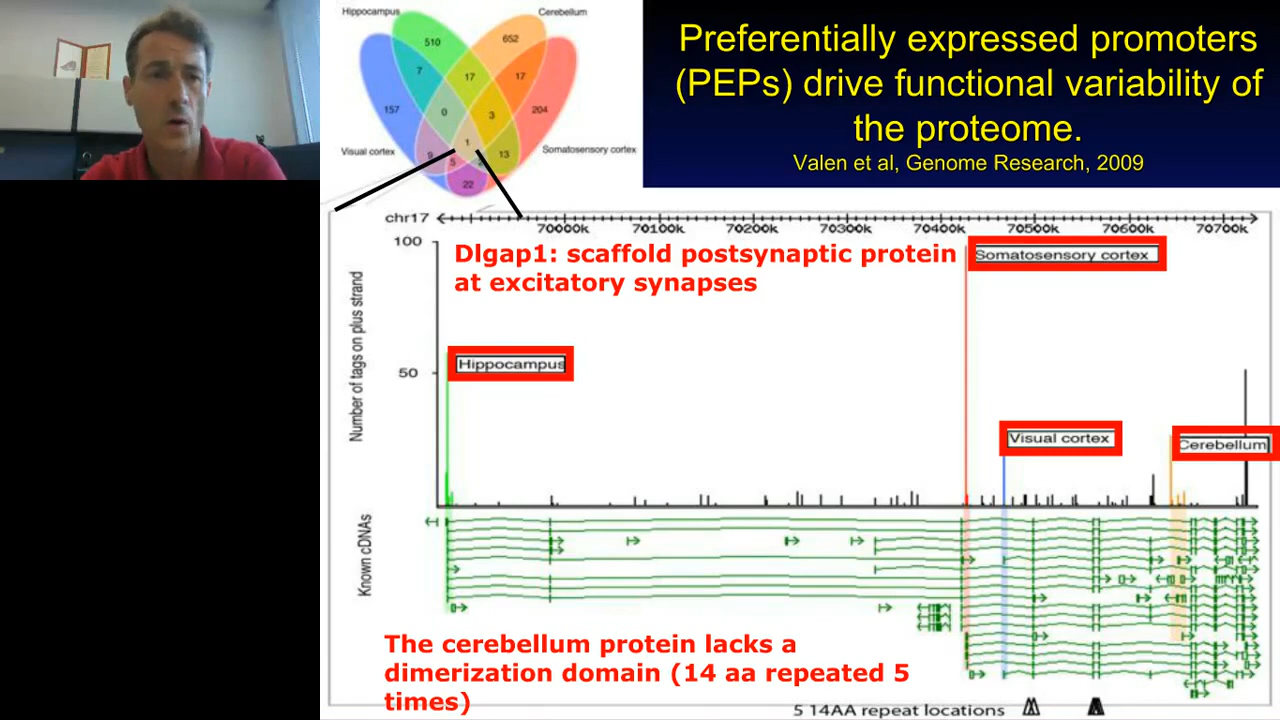 Hippocampus
Cerebellum
510
652
7
17
17
157
0
3
204
Visual cortex
9
1
13
Somatosensory cortex
5
22
Preferentially expressed promoters
(PEPs) drive functional variability of
the proteome.
Valen et al, Genome Research, 2009
chr17
70000k
70100k
70200k
70300k
70400k
70500k
70600k
70700k
100
50
Number of tags on plus strand
Dlgap1: scaffold postsynaptic protein
at excitatory synapses
Somatosensory cortex
Hippocampus
Visual cortex
Cerebellum
Known cDNAs
The cerebellum protein lacks a
dimerization domain (14 aa repeated 5
times)
5 14AA repeat locations